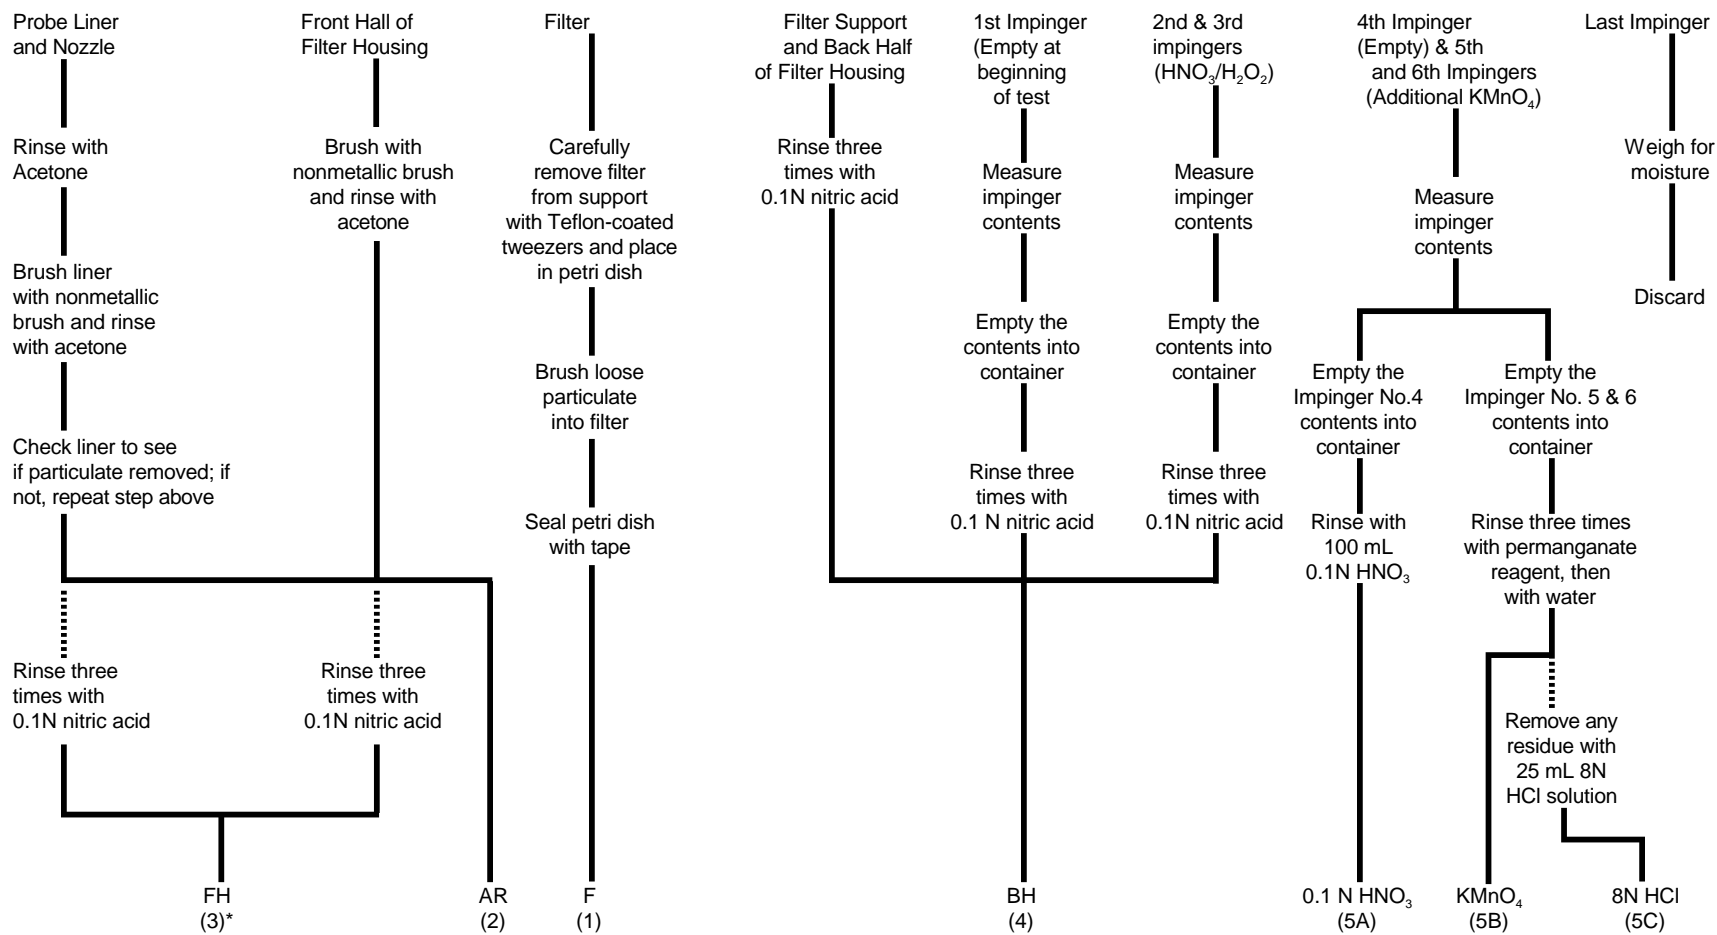 Probe Liner
and Nozzle
Rinse with
Acetone
Brush liner
with nonmetallic
brush and rinse
with acetone
Check liner to see
if particulate removed; if
not, repeat step above
Rinse three
times with
0.1N nitric acid
Front Hall of
Filter Housing
Brush with
nonmetallic brush
and rinse with
acetone
Rinse three
times with
0.1N nitric acid
FH
(3)*
AR
(2)
Filter
Carefully
remove filter
from support
with Teflon-coated
tweezers and place
in petri dish
Brush loose
particulate
into filter
Seal petri dish
with tape
F
(1)
Filter Support
and Back Half
of Filter Housing
Rinse three
times with
0.1N nitric acid
1st Impinger
(Empty at
beginning
of test
Measure
impinger
contents
Empty the
contents into
container
Rinse three
times with
0.1 N nitric acid
2nd & 3rd
impingers
(HNO₃/H₂O₂)
Measure
impinger
contents
Empty the
contents into
container
Rinse three
times with
0.1N nitric acid
BH
(4)
4th Impinger
(Empty) & 5th
and 6th Impingers
(Additional KMnO₄)
Measure
impinger
contents
Empty the
Impinger No.4
contents into
container
Rinse with
100 mL
0.1N HNO₃
0.1 N HNO₃
(5A)
Empty the
Impinger No. 5 & 6
contents into
container
Rinse three times
with permanganate
reagent, then
with water
KMnO₄
(5B)
Remove any
residue with
25 mL 8N
HCl solution
8N HCl
(5C)
Last Impinger
Weigh for
moisture
Discard